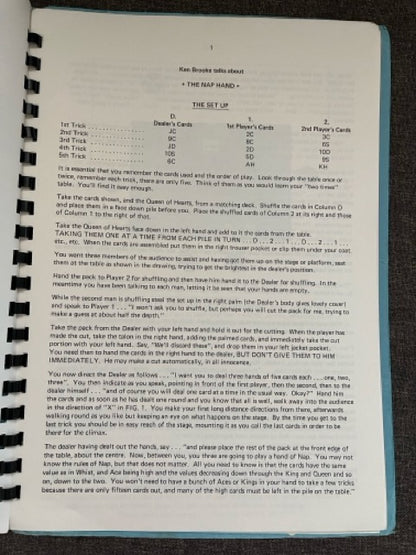 1
Ken Brooke talks about
* THE NAP HAND *
THE SET UP
D. 1. 2.
Dealer's Cards 1st Player's Cards 2nd Player's Cards
1st Trick . . . . . . . . . . . JC 2C 3C
2nd Trick . . . . . . . . . . . 9C 8C 6S
3rd Trick . . . . . . . . . . . JD 2D 10D
4th Trick . . . . . . . . . . . 10S 5D 9S
5th Trick . . . . . . . . . . . 6C AH KH
It is essential that you remember the cards used and the order of play. Look through the table once or
twice, remember each trick, there are only five. Think of them as you would learn your "two times"
table. You'll find it easy enough.
Take the cards shown, and the Queen of Hearts, from a matching deck. Shuffle the cards in Column D
and place them in a face down pile before you. Place the shuffled cards of Column 2 at its right and those
of Column 1 to the right of that.
Take the Queen of Hearts face down in the left hand and add to it the cards from the table.
TAKING THEM ONE AT A TIME FROM EACH PILE IN TURN . . . D . . . 2 . . . 1 . . . D . . . 2 . . . 1 . . .
etc., etc. When the cards are assembled put them in the right trouser pocket or clip them under your coat.
You want three members of the audience to assist and having got them up on the stage or platform, seat
them at the table as shown in the drawing, trying to get the brightest in the dealer's position.
Hand the pack to Player 2 for shuffling and then have him hand it to the Dealer for shuffling. In the
meantime you have been talking to each man, letting it be seen that your hands are empty.
While the second man is shuffling steal the set up in the right palm (the Dealer's body gives lovely cover)
and speak to Player 1 . . . "I won't ask you to shuffle, but perhaps you will cut the pack for me, trying to
make a guess at about half the depth."
Take the pack from the Dealer with your left hand and hold it out for the cutting. When the player has
made the cut, take the talon in the right hand, adding the palmed cards, and immediately take the cut
portion with your left hand. Say, "We'll discard these", and drop them in your left jacket pocket.
You need then to hand the cards in the right hand to the dealer, BUT DON'T GIVE THEM TO HIM
IMMEDIATELY. He may make a cut automatically, in all innocence.
You now direct the Dealer as follows . . . "I want you to deal three hands of five cards each . . . one, two,
three". You then indicate as you speak, pointing in front of the first player, then the second, then to the
dealer himself . . . "and of course you will deal one card at a time in the usual way. Okay?" Hand him
the cards and as soon as he has dealt one round and you know that all is well, walk away into the audience
in the direction of "X" in FIG. 1. You make your first long distance directions from there, afterwards
walking round as you like but keeping an eye on what happens on the stage. By the time you get to the
last trick you should be in easy reach of the stage, mounting it as you call the last cards in order to be
there for the climax.
The dealer having dealt out the hands, say . . . "and please place the rest of the pack at the front edge of
the table, about the centre. Now, between you, you three are going to play a hand of Nap. You may not
know the rules of Nap, but that does not matter. All you need to know is that the cards have the same
value as in Whist, and Ace being high and the values decreasing down through the King and Queen and so
on, down to the two. You won't need to have a bunch of Aces or Kings in your hand to take a few tricks
because there are only fifteen cards out, and many of the high cards must be left in the pile on the table."